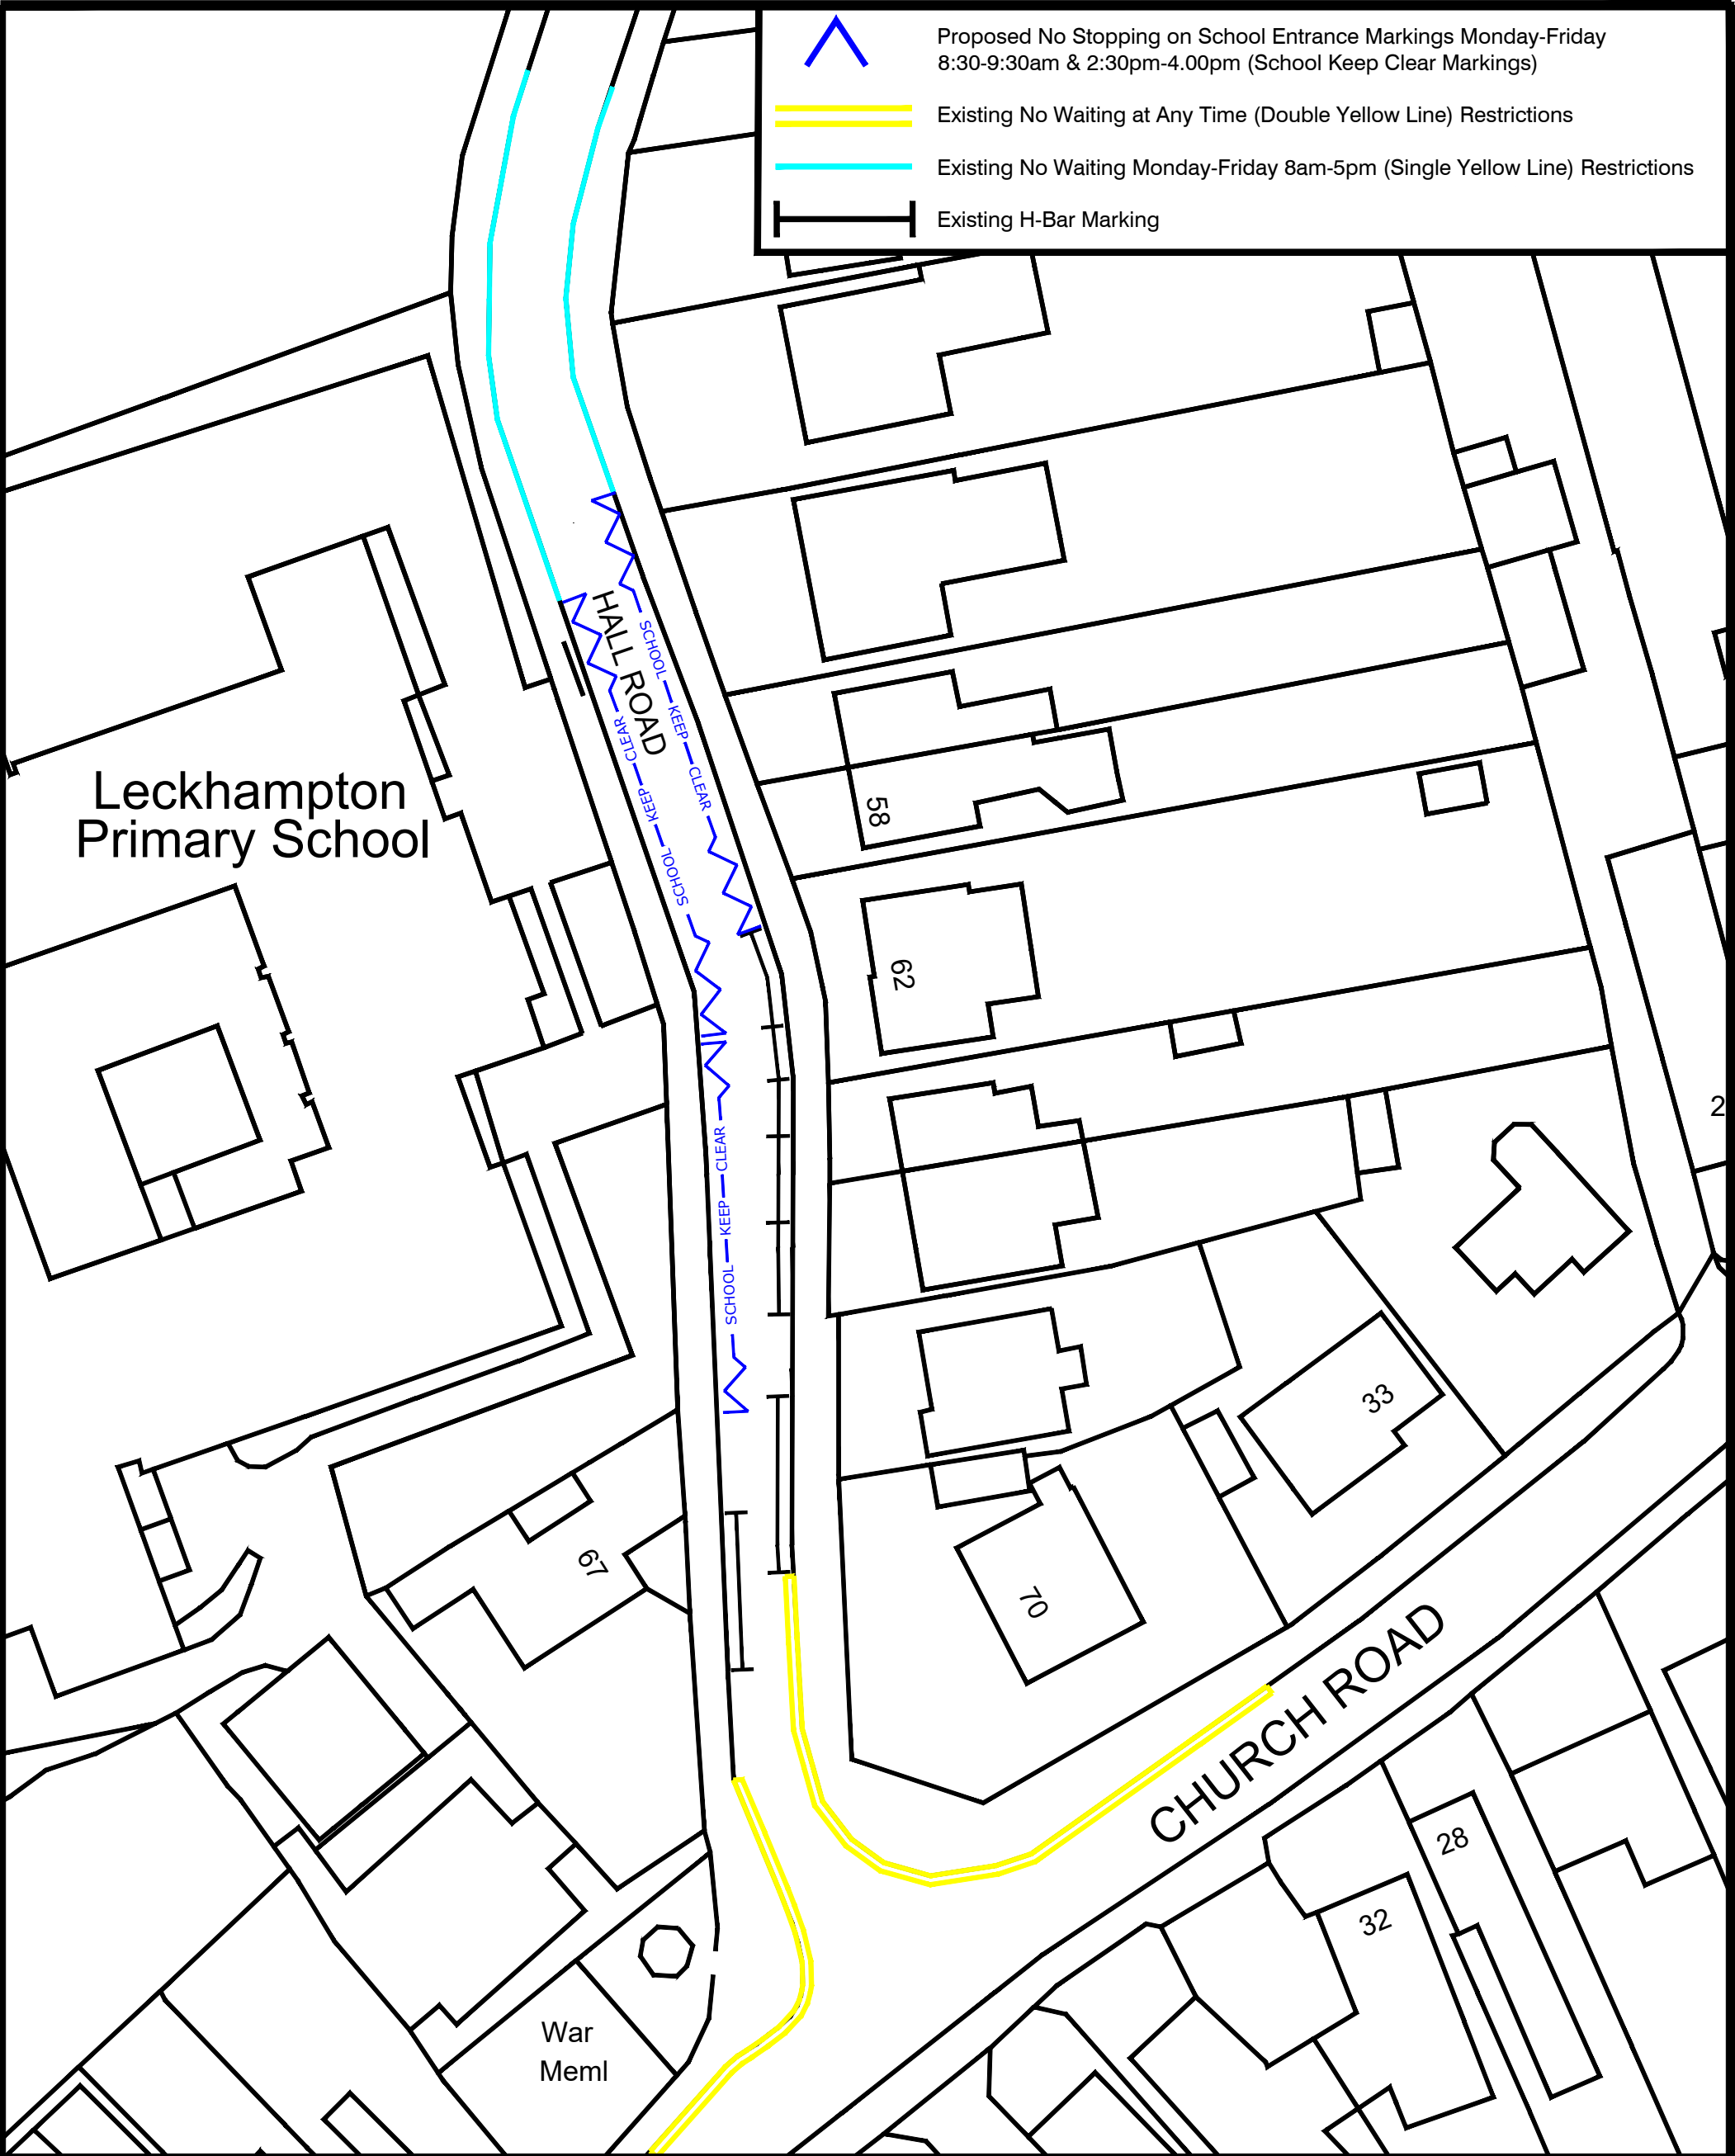 Proposed No Stopping on School Entrance Markings Monday-Friday
8:30-9:30am & 2:30pm-4.00pm (School Keep Clear Markings)
Existing No Waiting at Any Time (Double Yellow Line) Restrictions
Existing No Waiting Monday-Friday 8am-5pm (Single Yellow Line) Restrictions
Existing H-Bar Marking
HALL ROAD
SCHOOL KEEP CLEAR
SCHOOL KEEP CLEAR
Leckhampton
Primary School
58
62
2
SCHOOL KEEP CLEAR
33
67
70
CHURCH ROAD
28
32
War
Meml